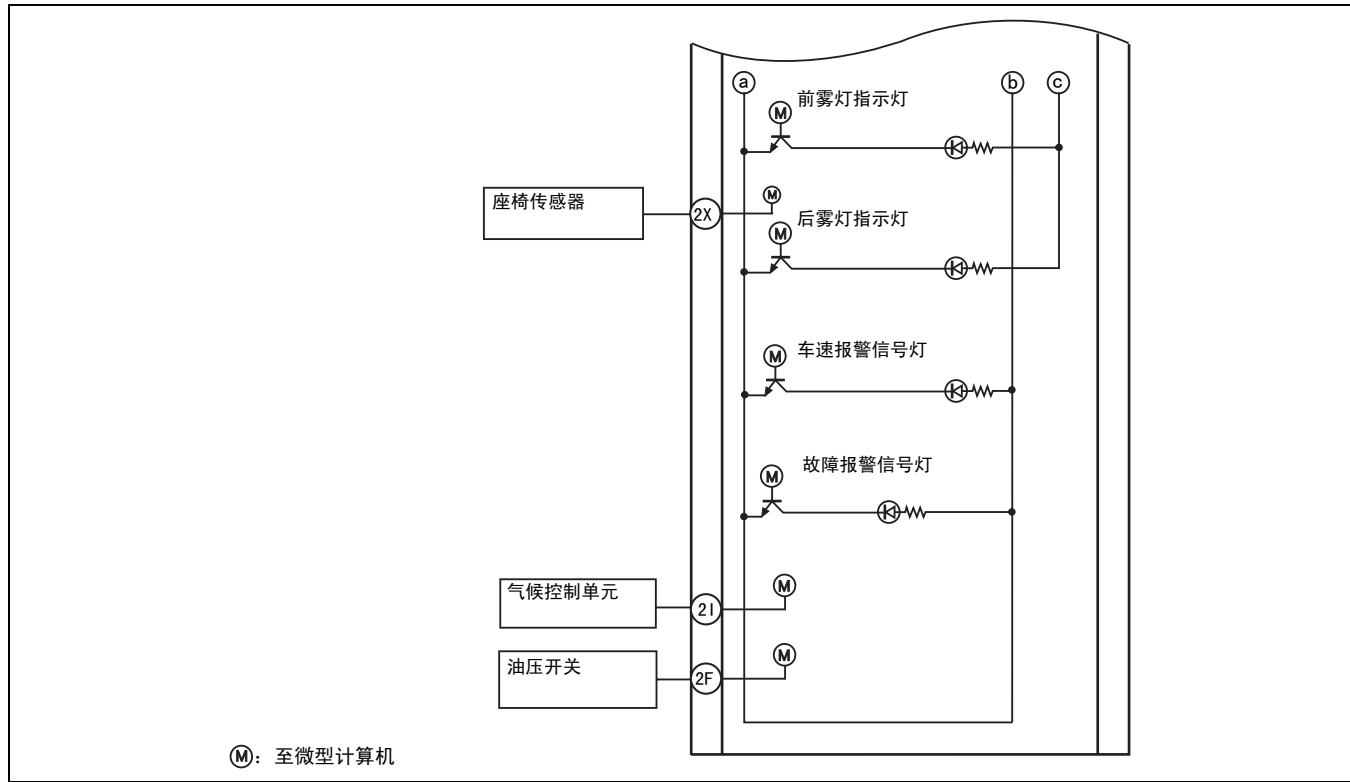 ⓐ ⓑ ⓒ
前雾灯指示灯
M
座椅传感器
2X
M
后雾灯指示灯
M
车速报警信号灯
M
故障报警信号灯
M
气候控制单元
2I
M
油压开关
2F
M
Ⓜ：至微型计算机